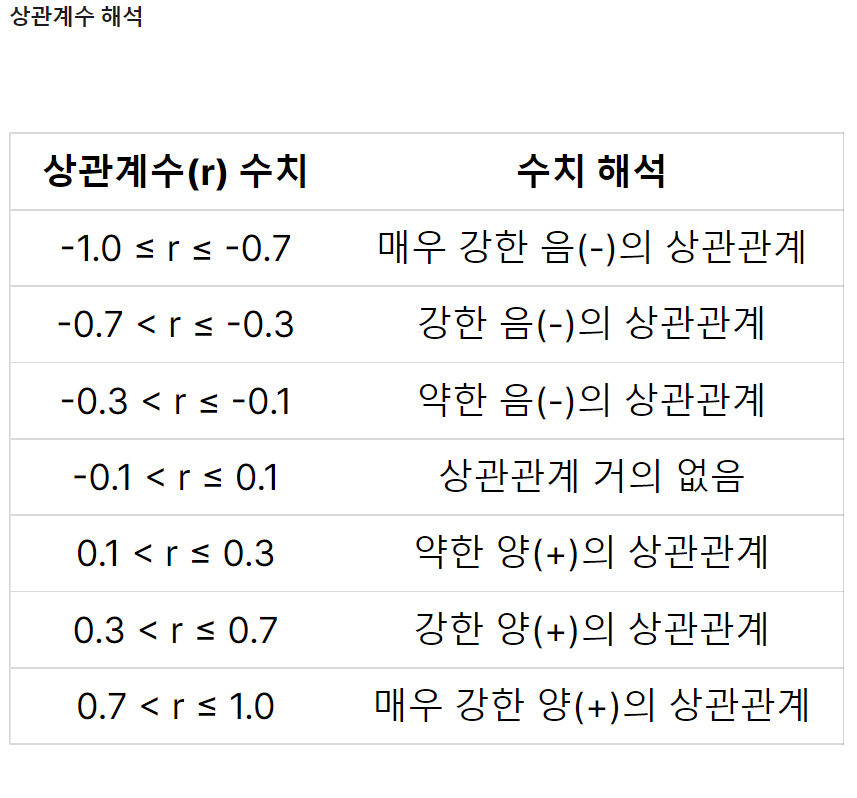 상관계수 해석
상관계수(r) 수치 수치 해석
-1.0 ≤ r ≤ -0.7 매우 강한 음(-)의 상관관계
-0.7 < r ≤ -0.3 강한 음(-)의 상관관계
-0.3 < r ≤ -0.1 약한 음(-)의 상관관계
-0.1 < r ≤ 0.1 상관관계 거의 없음
0.1 < r ≤ 0.3 약한 양(+)의 상관관계
0.3 < r ≤ 0.7 강한 양(+)의 상관관계
0.7 < r ≤ 1.0 매우 강한 양(+)의 상관관계